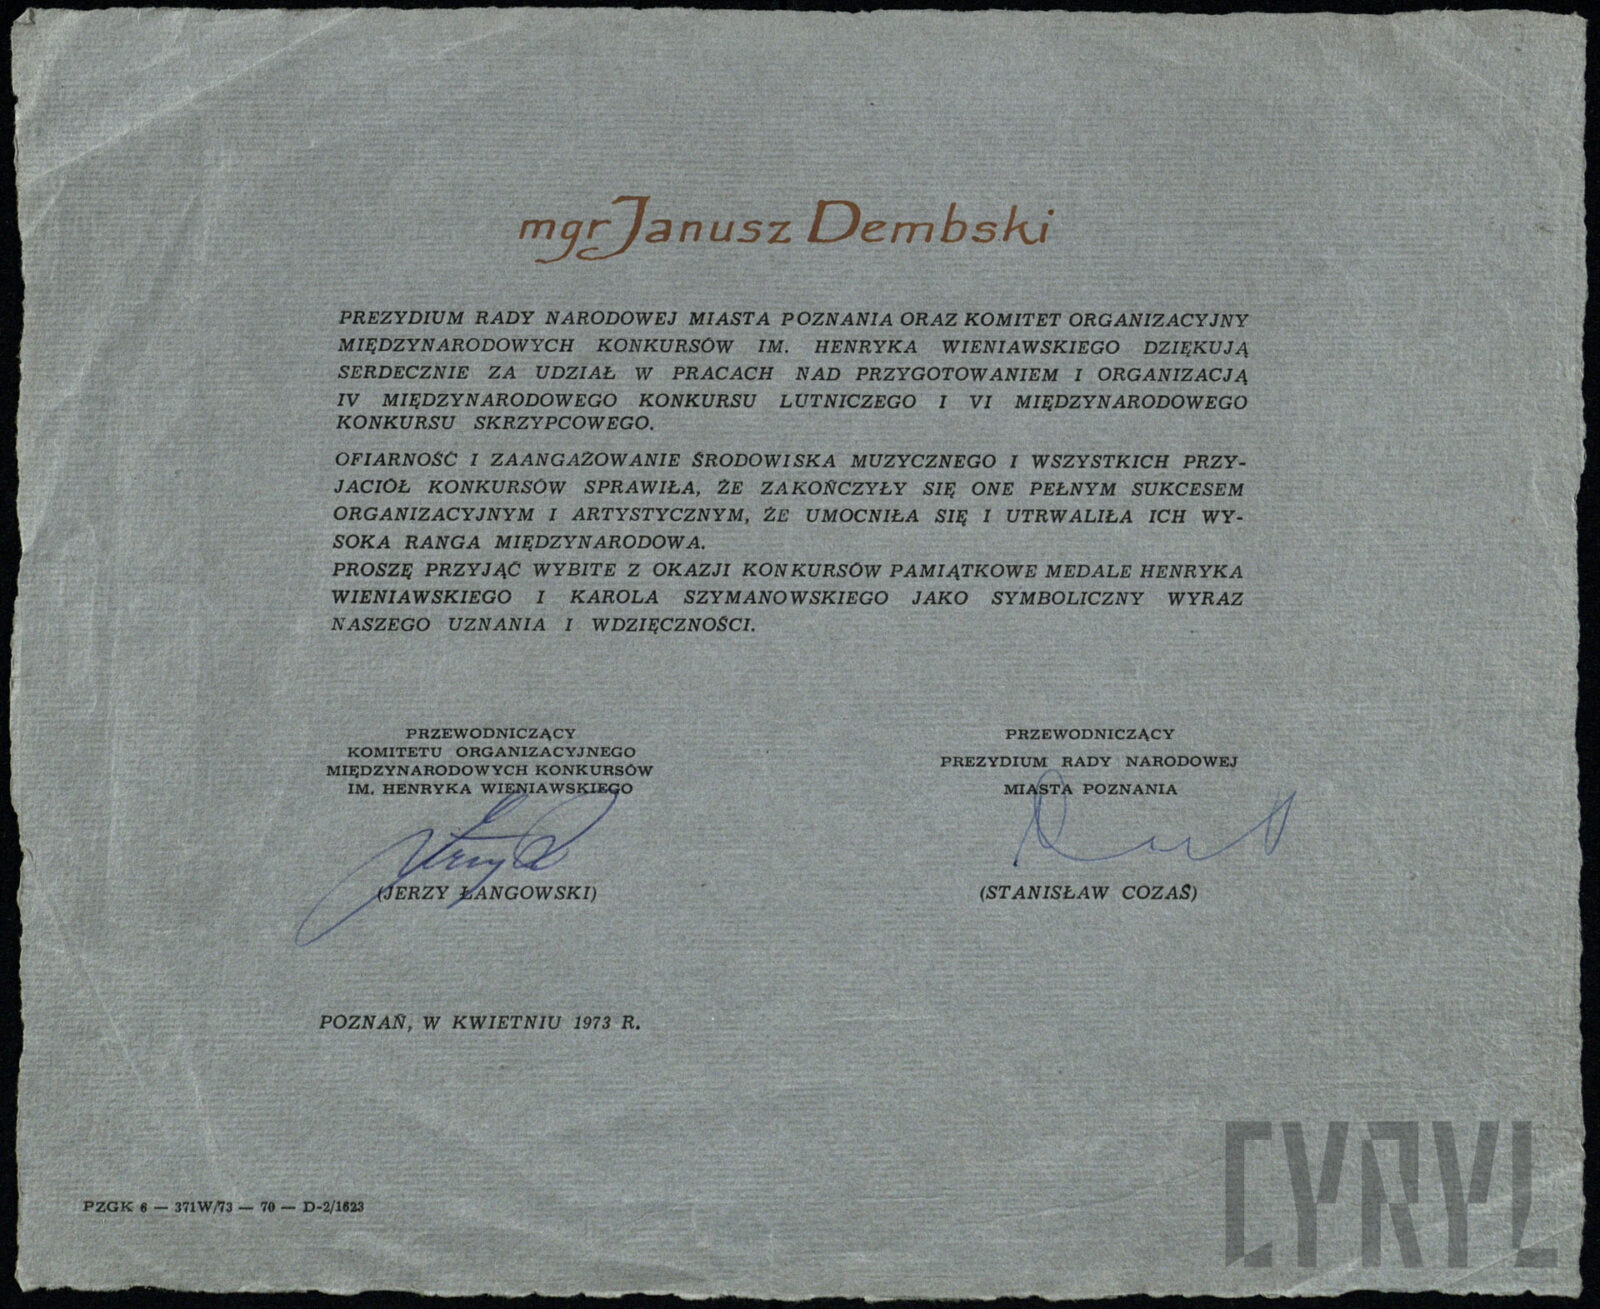 mgr Janusz Dembski
PREZYDIUM RADY NARODOWEJ MIASTA POZNANIA ORAZ KOMITET ORGANIZACYJNY
MIĘDZYNARODOWYCH KONKURSÓW IM. HENRYKA WIENIAWSKIEGO DZIĘKUJĄ
SERDECZNIE ZA UDZIAŁ W PRACACH NAD PRZYGOTOWANIEM I ORGANIZACJĄ
IV MIĘDZYNARODOWEGO KONKURSU LUTNICZEGO I VI MIĘDZYNARODOWEGO
KONKURSU SKRZYPCOWEGO.
OFIARNOŚĆ I ZAANGAŻOWANIE ŚRODOWISKA MUZYCZNEGO I WSZYSTKICH PRZY-
JACIÓŁ KONKURSÓW SPRAWIŁA, ŻE ZAKOŃCZYŁY SIĘ ONE PEŁNYM SUKCESEM
ORGANIZACYJNYM I ARTYSTYCZNYM, ŻE UMOCNIŁA SIĘ I UTRWALIŁA ICH WY-
SOKA RANGA MIĘDZYNARODOWA.
PROSZĘ PRZYJĄĆ WYBITE Z OKAZJI KONKURSÓW PAMIĄTKOWE MEDALE HENRYKA
WIENIAWSKIEGO I KAROLA SZYMANOWSKIEGO JAKO SYMBOLICZNY WYRAZ
NASZEGO UZNANIA I WDZIĘCZNOŚCI.
PRZEWODNICZĄCY
KOMITETU ORGANIZACYJNEGO
MIĘDZYNARODOWYCH KONKURSÓW
IM. HENRYKA WIENIAWSKIEGO
(JERZY ŁANGOWSKI)
PRZEWODNICZĄCY
PREZYDIUM RADY NARODOWEJ
MIASTA POZNANIA
(STANISŁAW COZAŚ)
POZNAŃ, W KWIETNIU 1973 R.
PZGK 6 — 371W/73 — 70 — D-2/1623
CYRYL